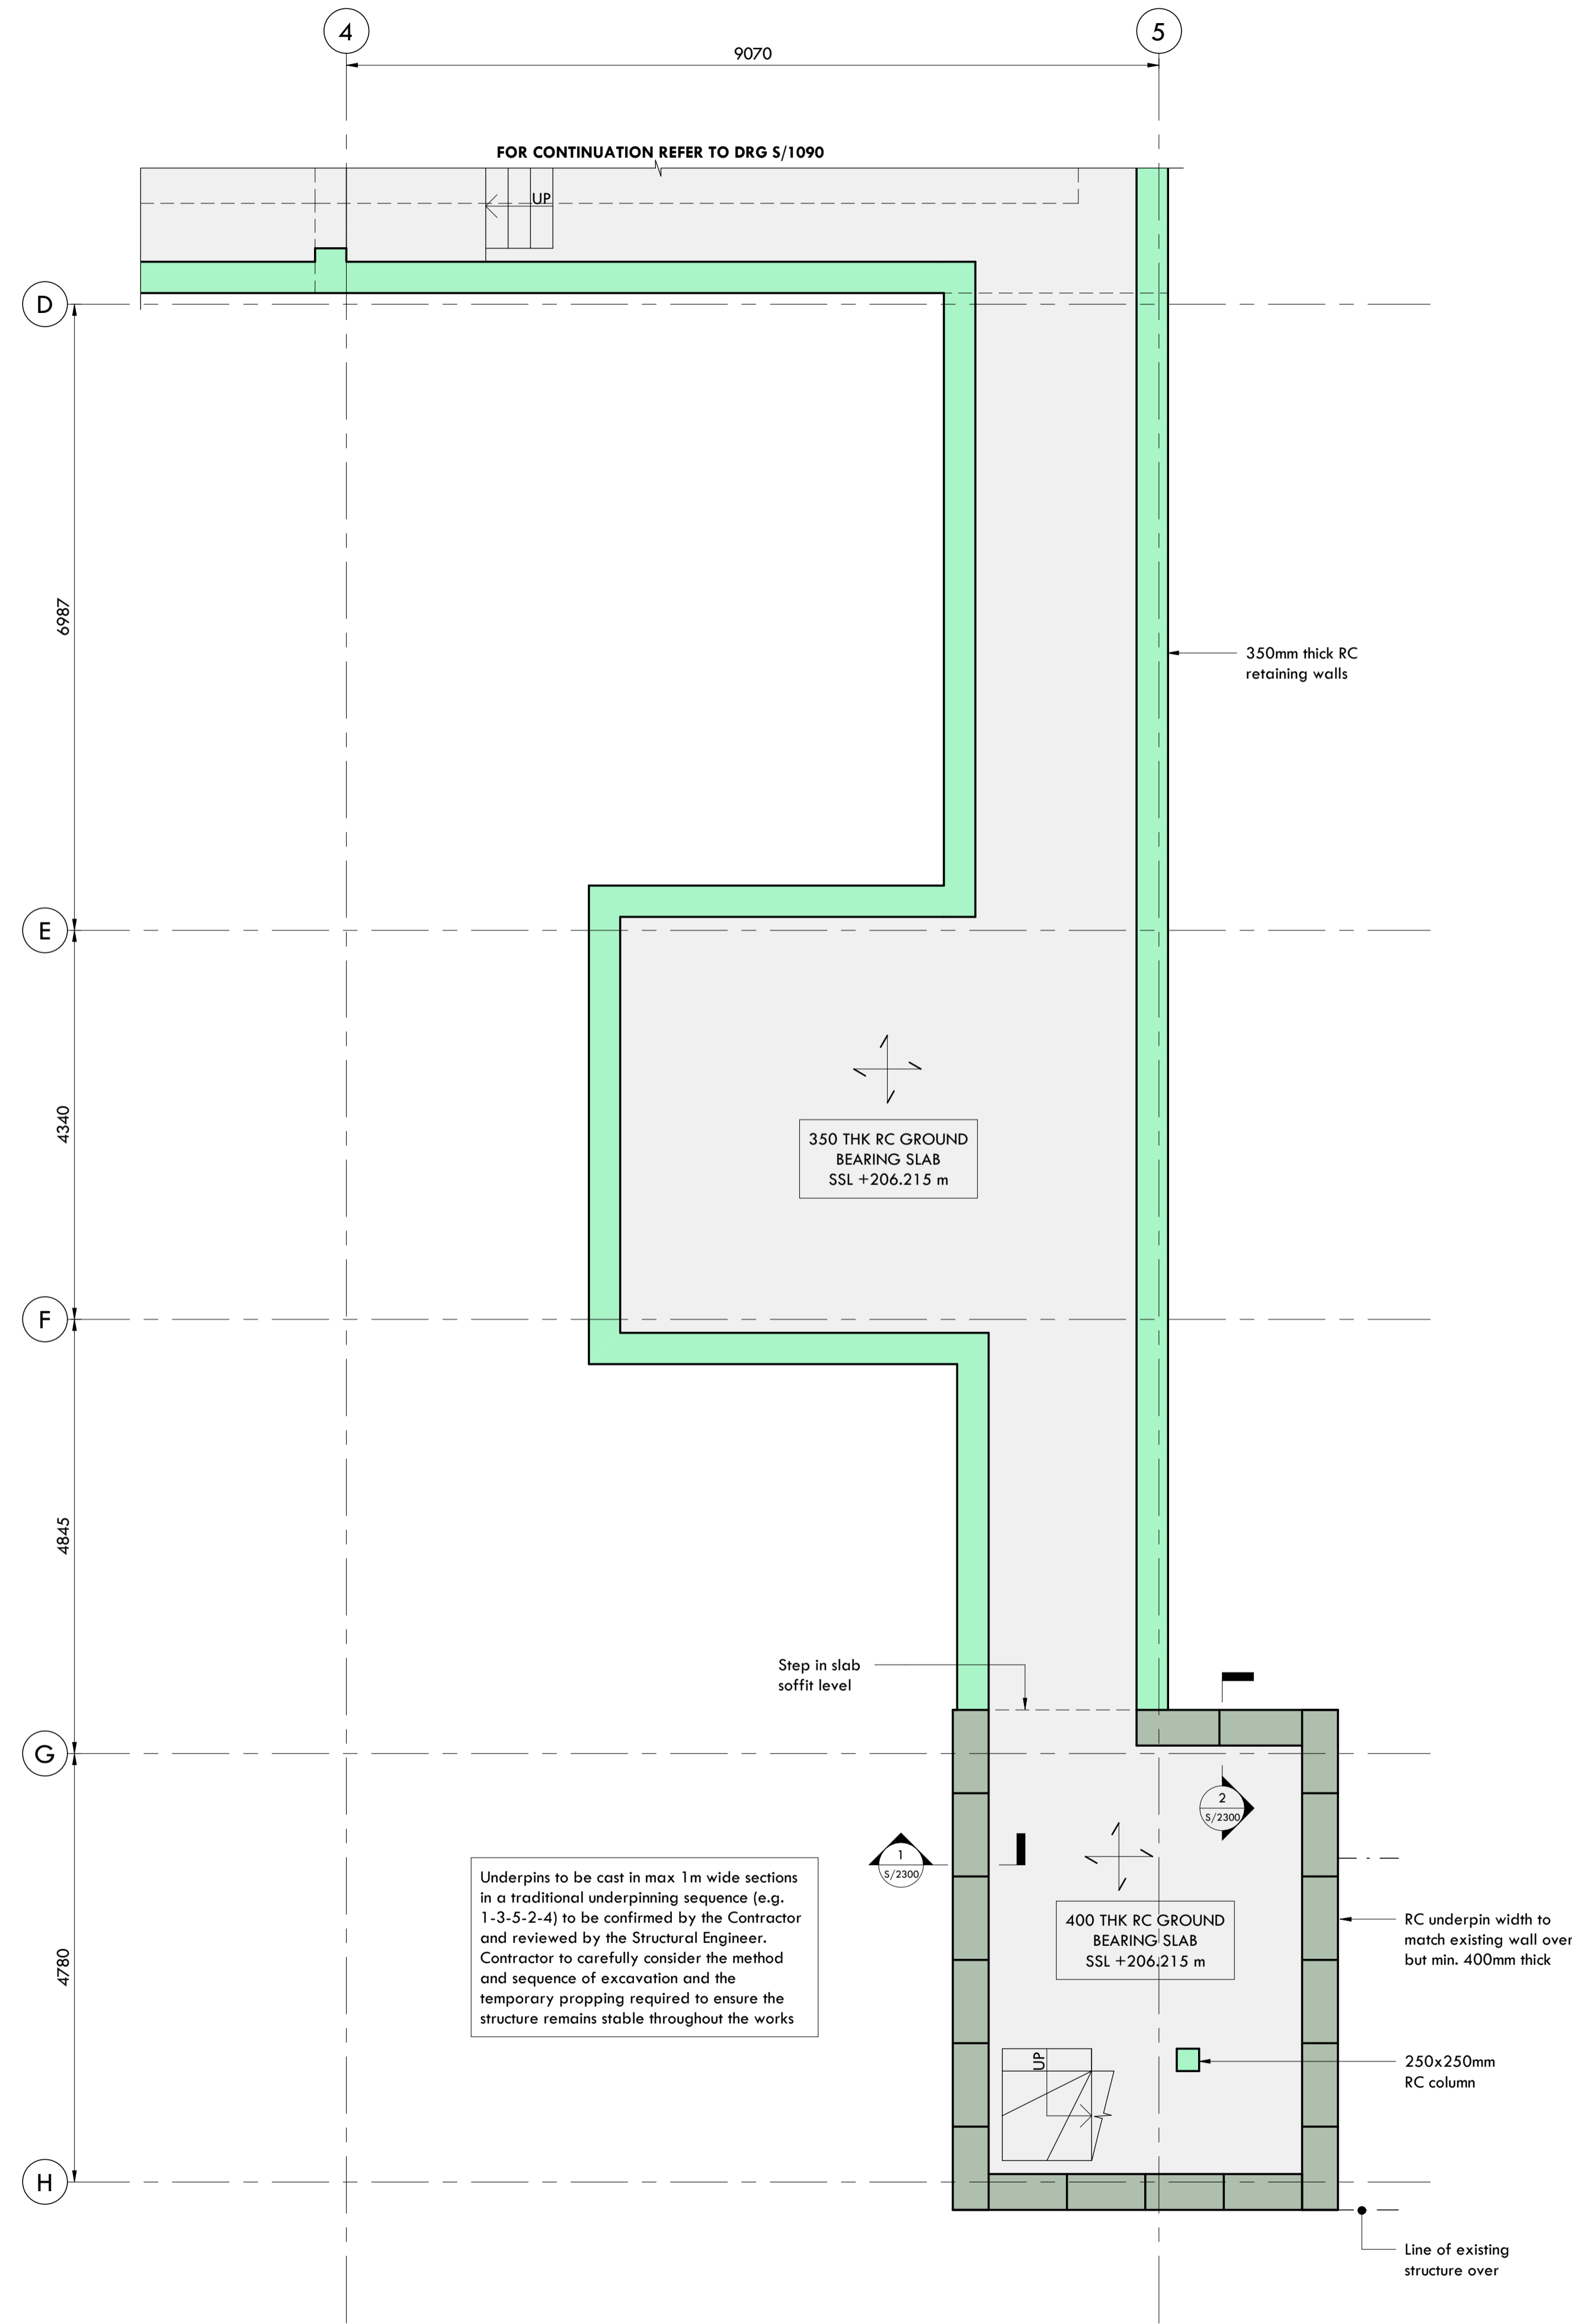 4
5
9070
FOR CONTINUATION REFER TO DRG S/1090
UP
D
6987
350mm thick RC
retaining walls
E
4340
350 THK RC GROUND
BEARING SLAB
SSL +206.215 m
F
4845
Step in slab
soffit level
G
2
S/2300
1
S/2300
Underpins to be cast in max 1m wide sections
in a traditional underpinning sequence (e.g.
1-3-5-2-4) to be confirmed by the Contractor
and reviewed by the Structural Engineer.
Contractor to carefully consider the method
and sequence of excavation and the
temporary propping required to ensure the
structure remains stable throughout the works
400 THK RC GROUND
BEARING SLAB
SSL +206.215 m
RC underpin width to
match existing wall over
but min. 400mm thick
4780
UP
250x250mm
RC column
H
Line of existing
structure over